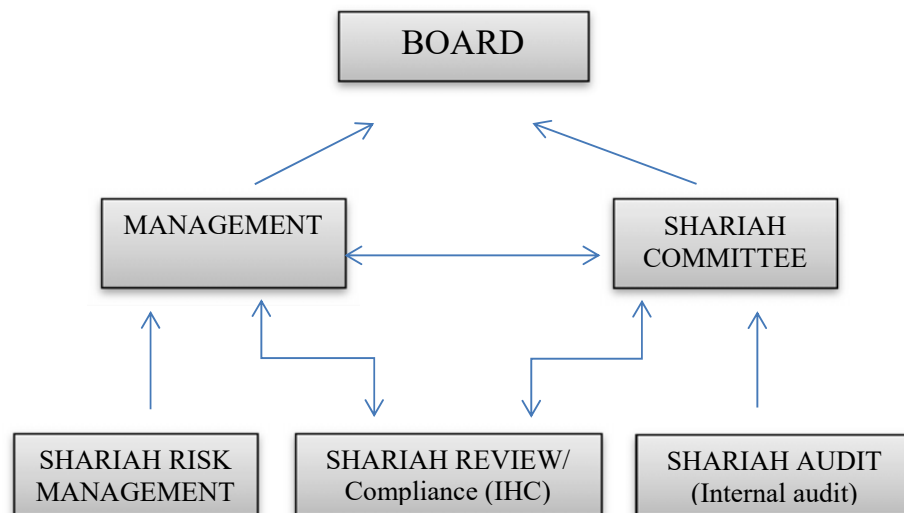 BOARD
MANAGEMENT
SHARIAH
COMMITTEE
SHARIAH RISK
MANAGEMENT
SHARIAH REVIEW/
Compliance (IHC)
SHARIAH AUDIT
(Internal audit)